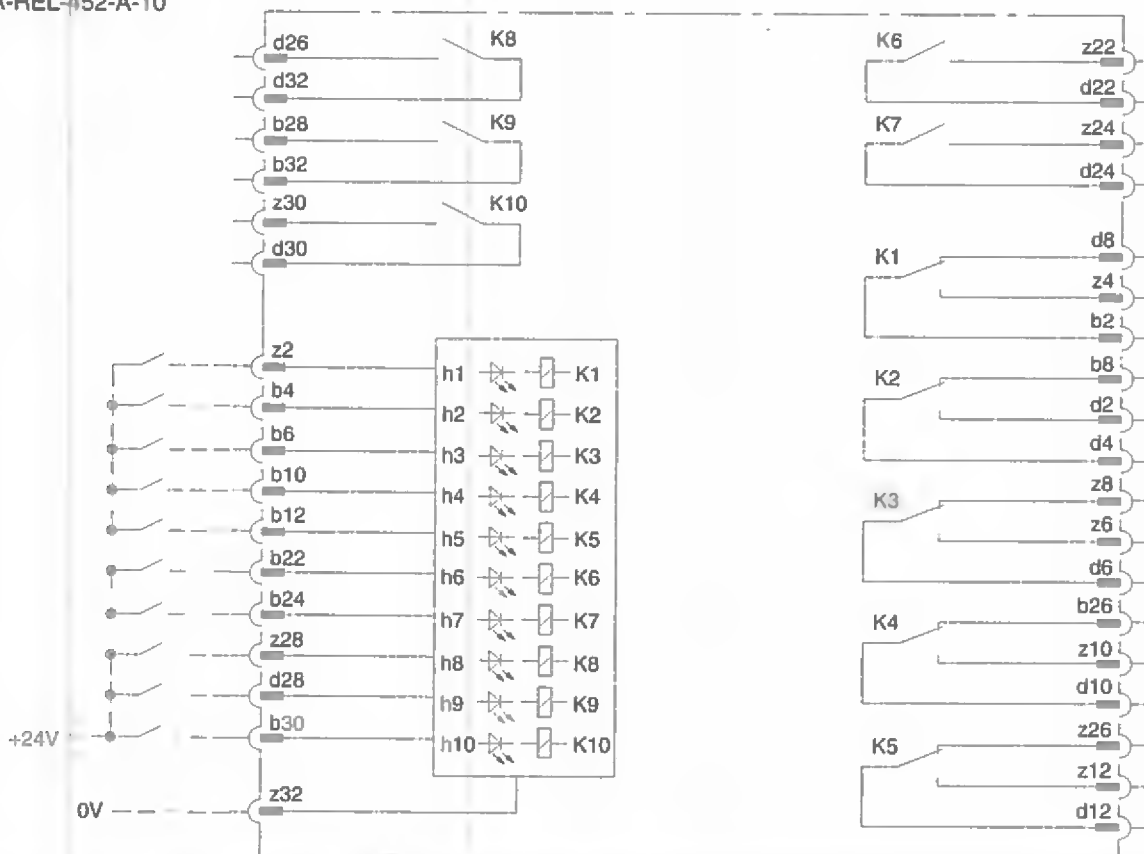 A-REL-452-A-10
d26 K8
d32
b28 K9
b32
z30 K10
d30
K6 z22
d22
K7 z24
d24
K1 d8
z4
b2
K2 b8
d2
d4
K3 z8
z6
d6
K4 b26
z10
d10
K5 z26
z12
d12
z2 h1 K1
b4 h2 K2
b6 h3 K3
b10 h4 K4
b12 h5 K5
b22 h6 K6
b24 h7 K7
z28 h8 K8
d28 h9 K9
+24V b30 h10 K10
0V z32